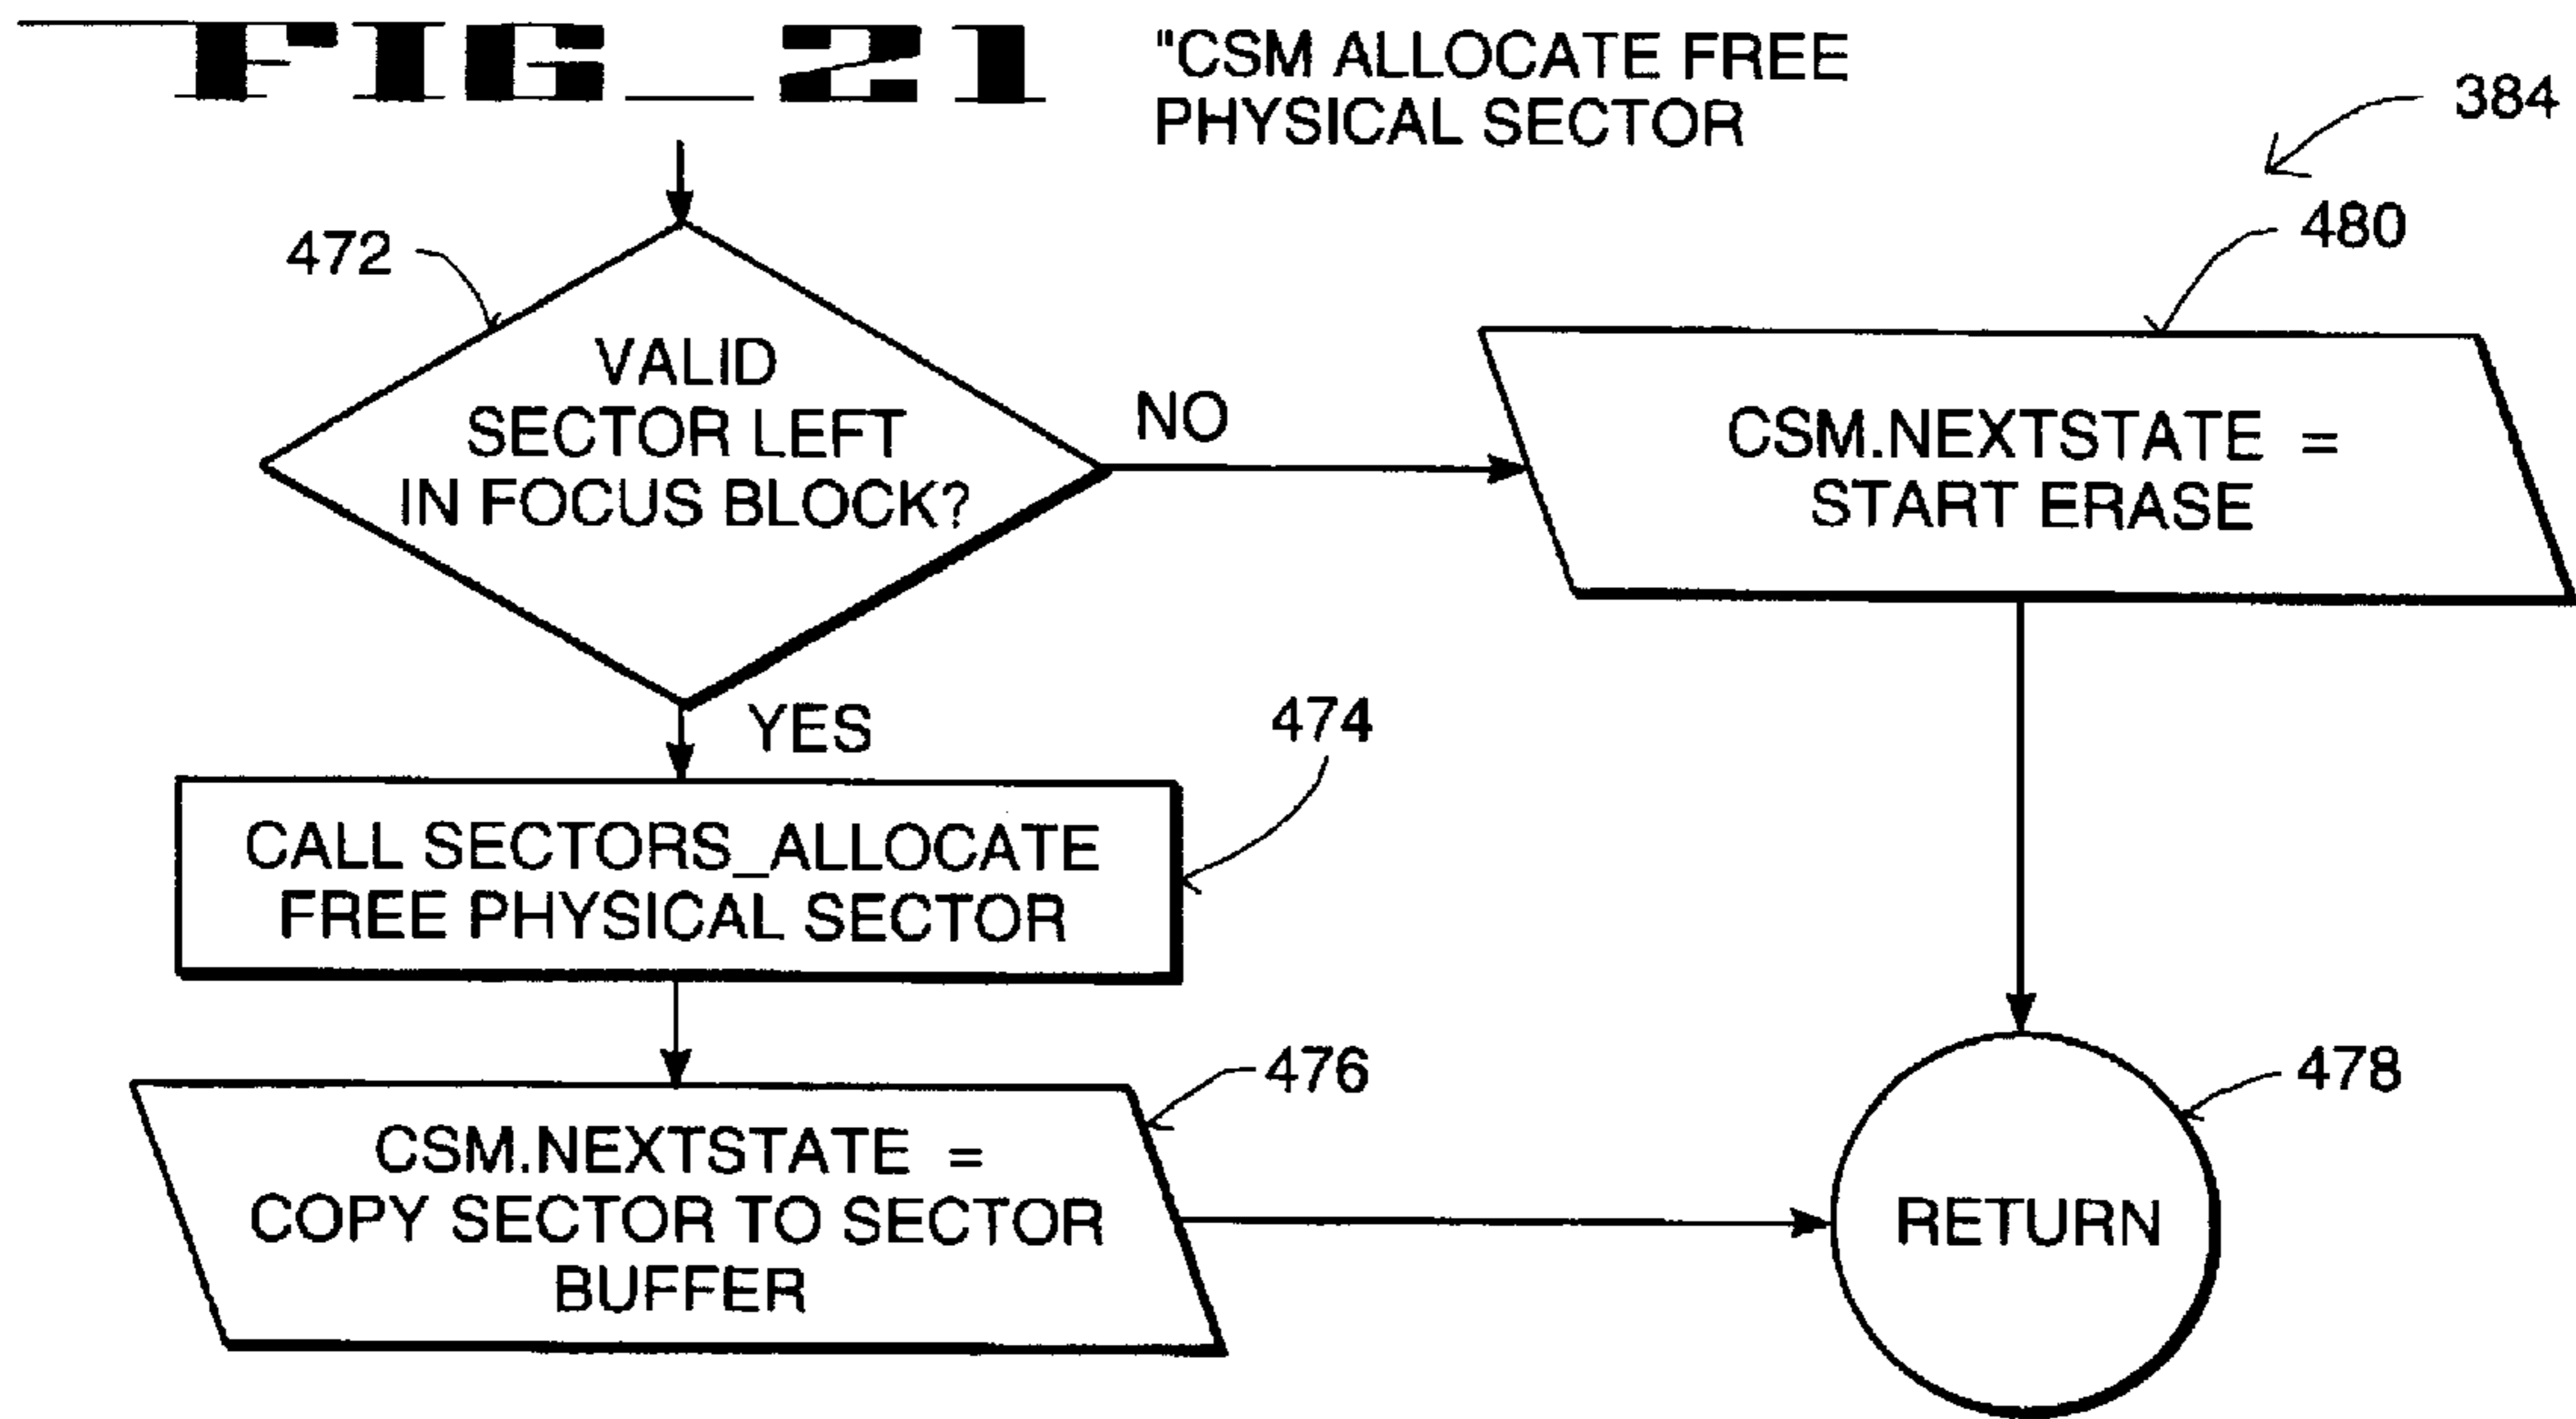 FIG_21
"CSM ALLOCATE FREE
PHYSICAL SECTOR
384
472
480
VALID
SECTOR LEFT
IN FOCUS BLOCK?
NO
CSM.NEXTSTATE =
START ERASE
YES
474
CALL SECTORS_ALLOCATE
FREE PHYSICAL SECTOR
476
CSM.NEXTSTATE =
COPY SECTOR TO SECTOR
BUFFER
478
RETURN